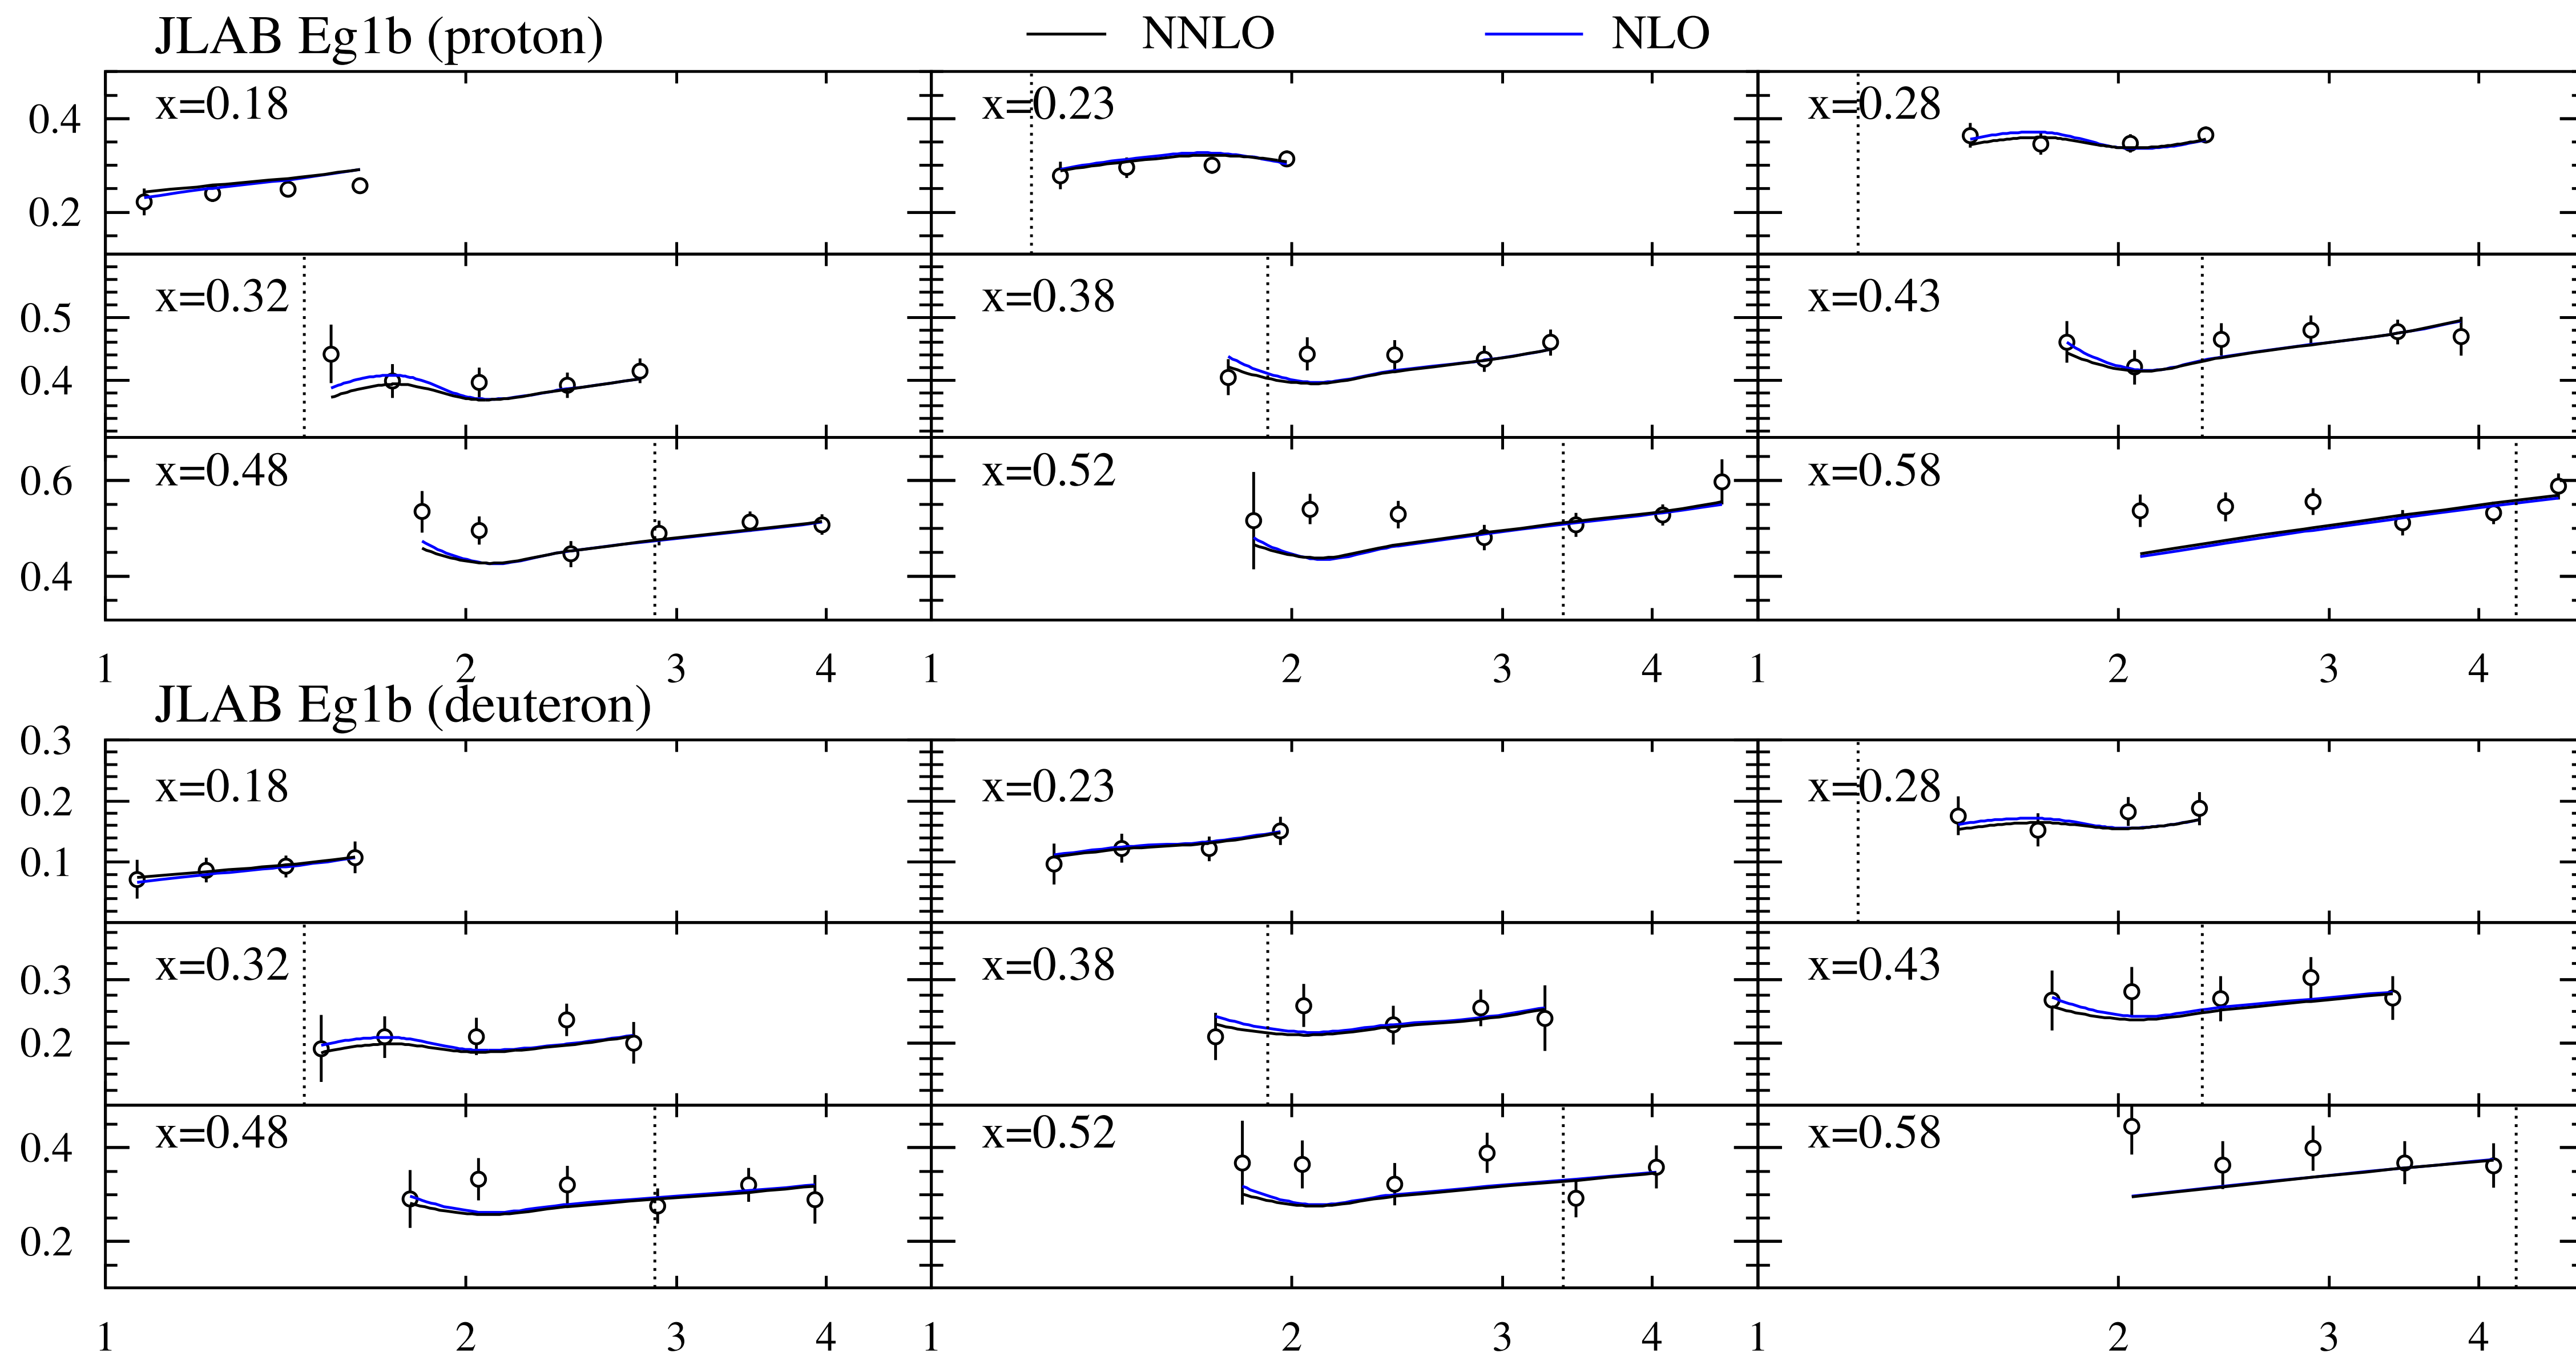 JLAB Eg1b (proton) NNLO NLO
x=0.18 x=0.23 x=0.28
0.4
0.2
x=0.32 x=0.38 x=0.43
0.5
0.4
x=0.48 x=0.52 x=0.58
0.6
0.4
1 2 3 4 1 2 3 4 1 2 3 4
JLAB Eg1b (deuteron)
0.3
x=0.18 x=0.23 x=0.28
0.2
0.1
x=0.32 x=0.38 x=0.43
0.3
0.2
x=0.48 x=0.52 x=0.58
0.4
0.2
1 2 3 4 1 2 3 4 1 2 3 4